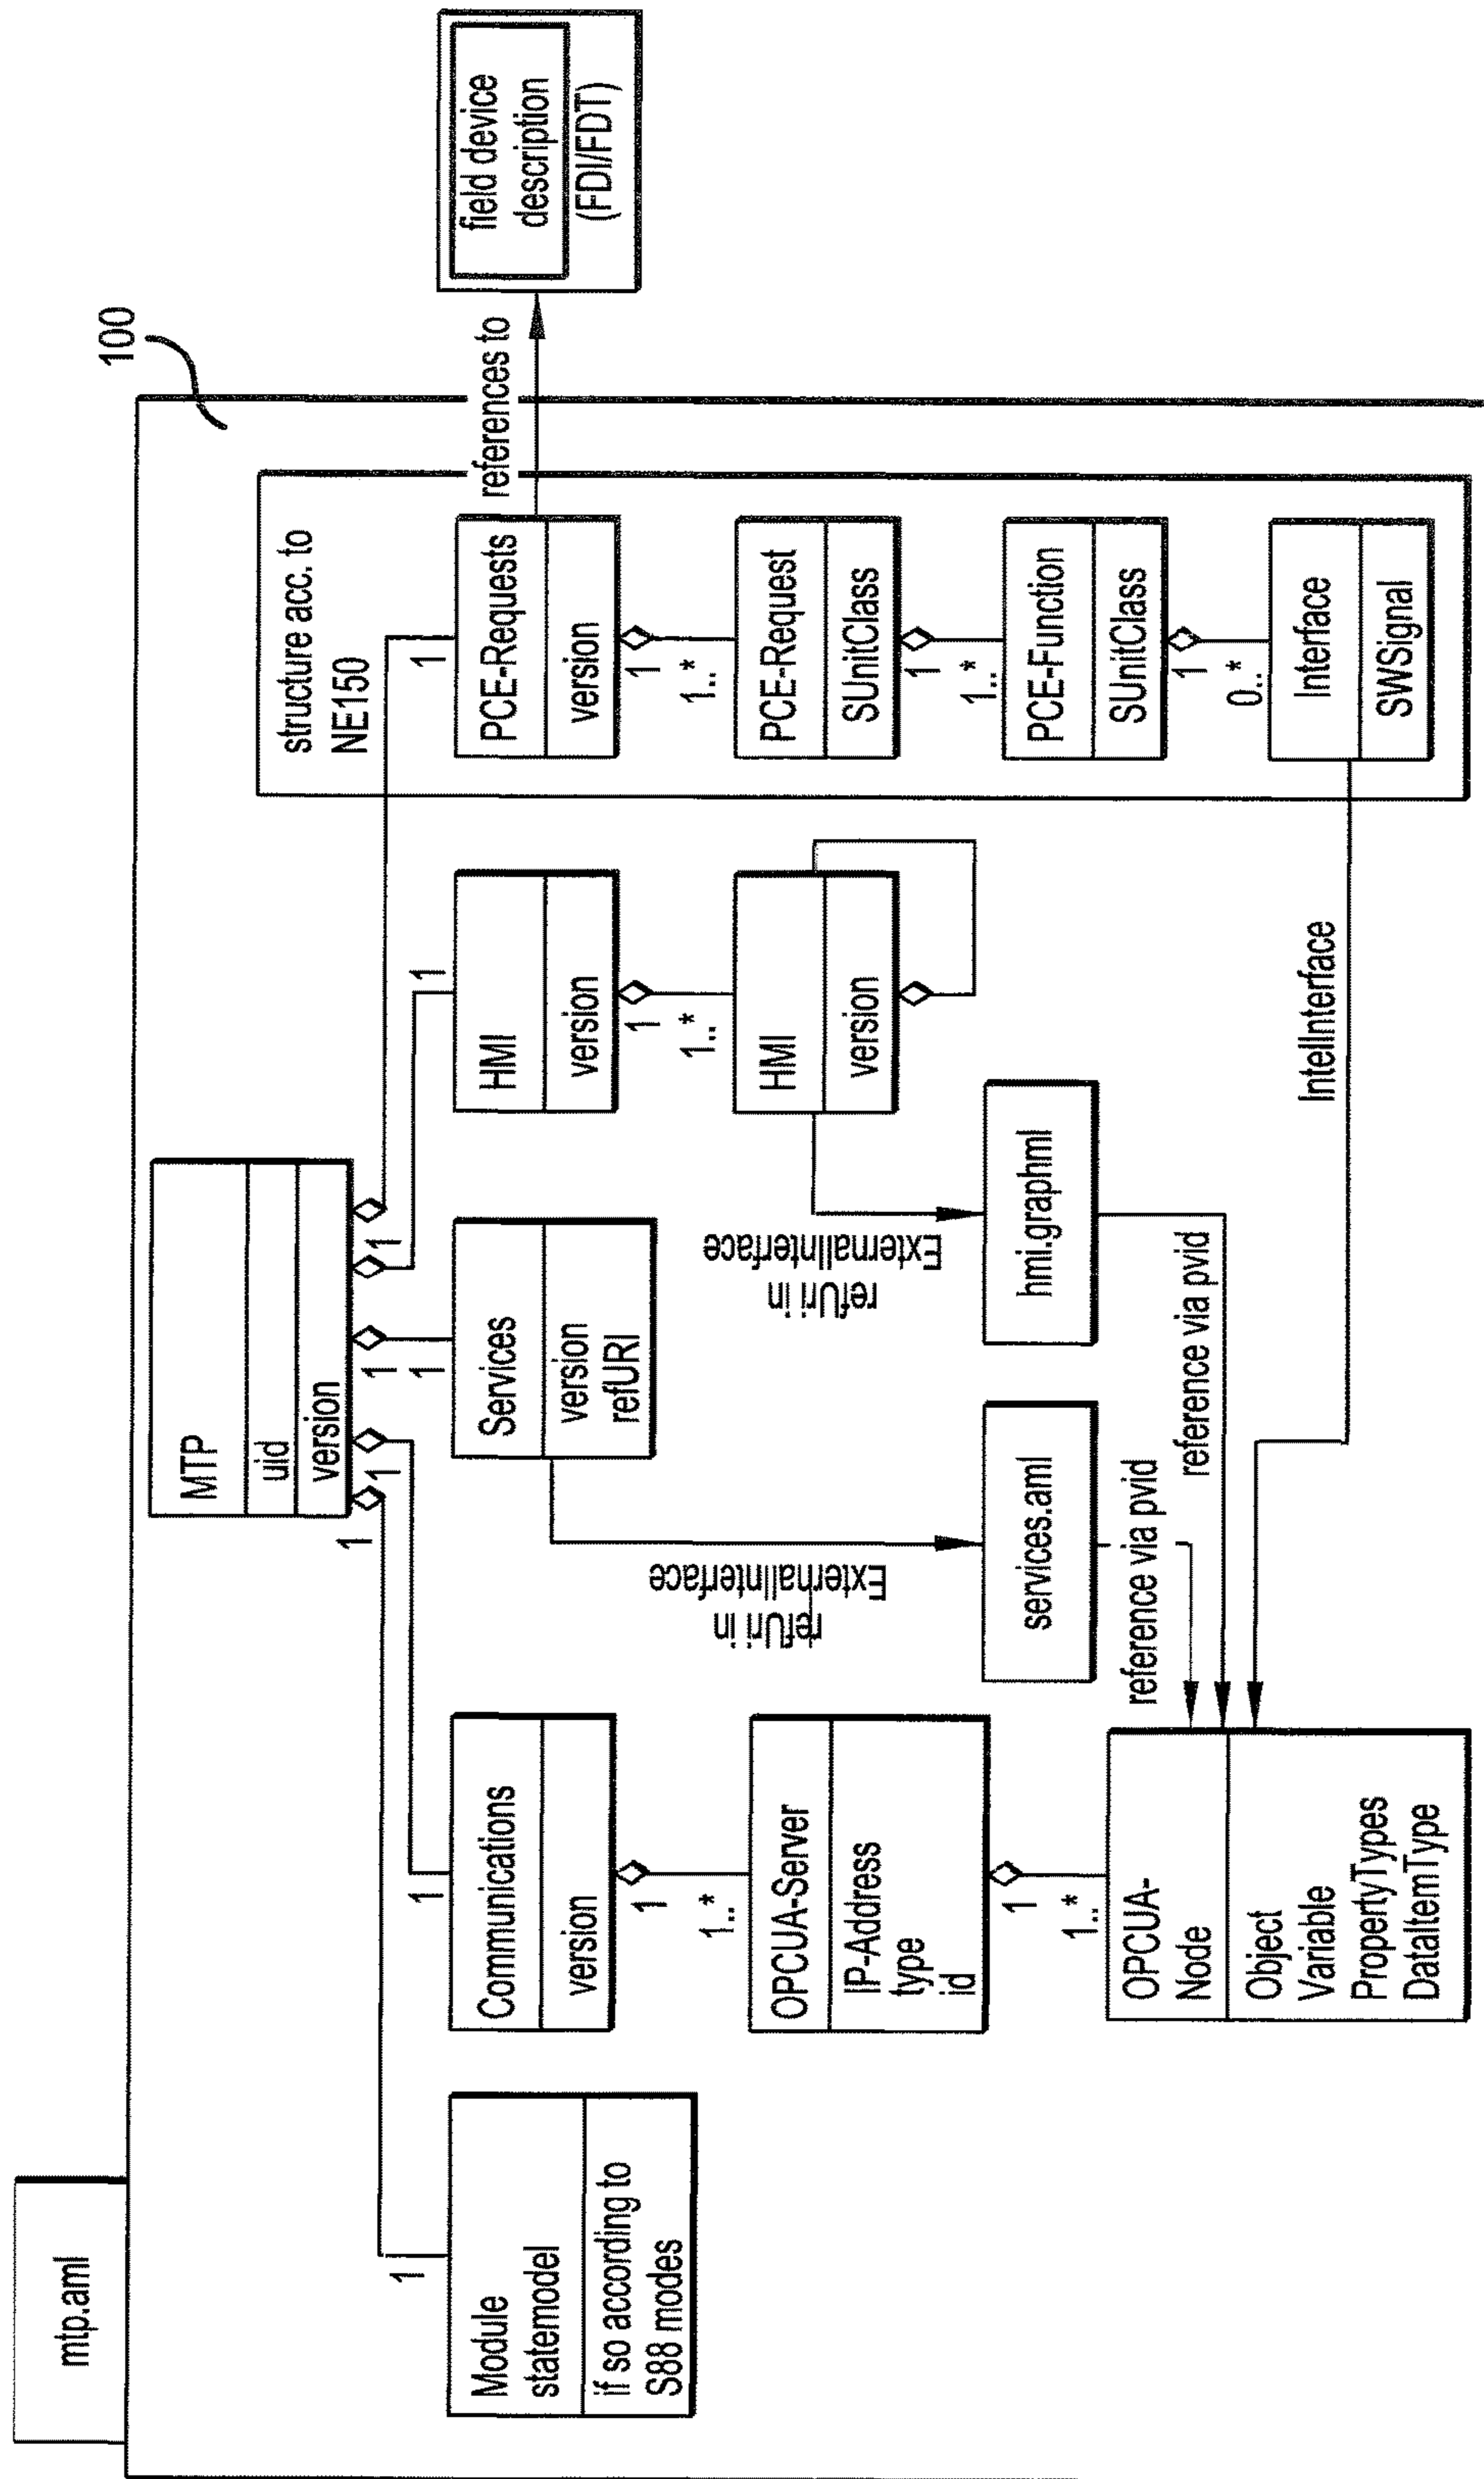 mtp.aml
100
MTP
uid
version
1
1
1
1
1
1
1
1
1
Module
statemodel
if so according to
S88 modes
Communications
version
1
1..*
OPCUA-Server
IP-Address
type
id
1
1..*
OPCUA-
Node
Object
Variable
PropertyTypes
DataItemType
Services
version
refURI
refUri in
ExternalInterface
services.aml
reference via pvid
HMI
version
1
1..*
HMI
version
refUri in
ExternalInterface
hmi.graphml
reference via pvid
structure acc. to
NE150
PCE-Requests
version
1
1..*
PCE-Request
SUnitClass
1
1..*
PCE-Function
SUnitClass
1
0..*
Interface
SWSignal
IntelInterface
references to
field device
description
(FDI/FDT)